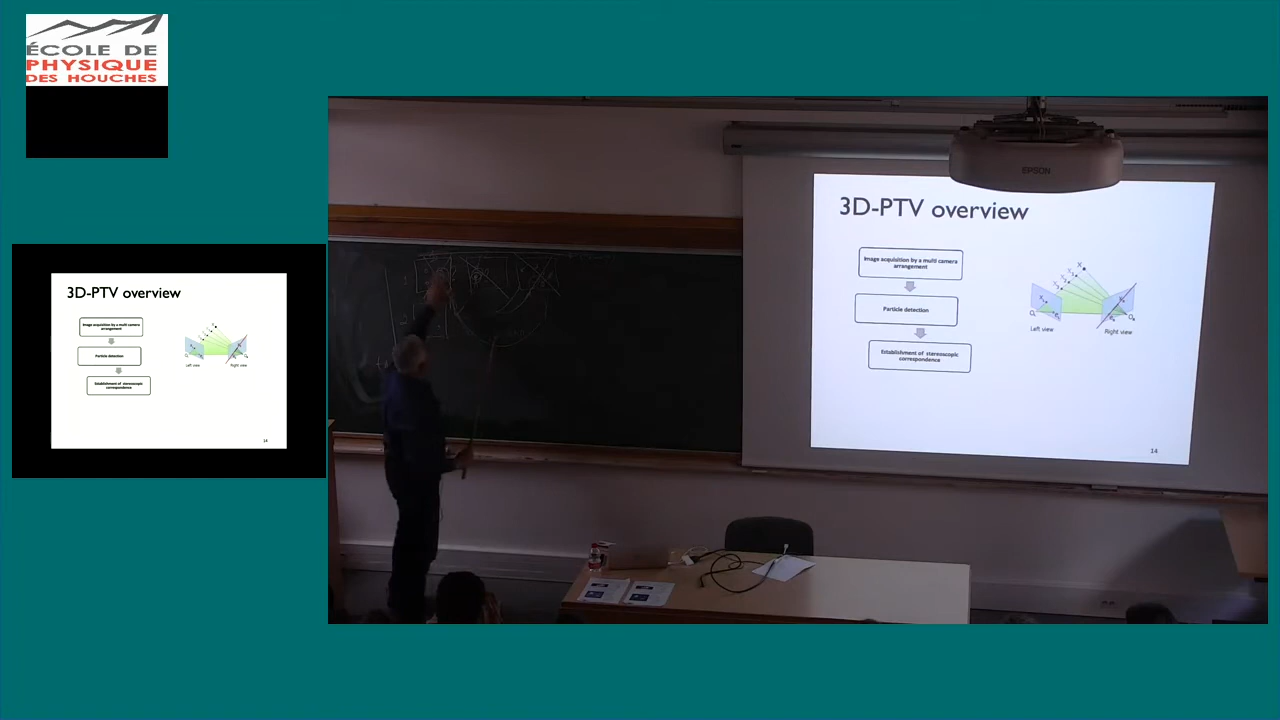 ÉCOLE DE
PHYSIQUE
DES HOUCHES
3D-PTV overview
Image acquisition by a multi camera
arrangement
Particle detection
Establishment of stereoscopic
correspondence
Left view
Right view
14
EPSON
3D-PTV overview
Image acquisition by a multi camera
arrangement
Particle detection
Establishment of stereoscopic
correspondence
Left view
Right view
14